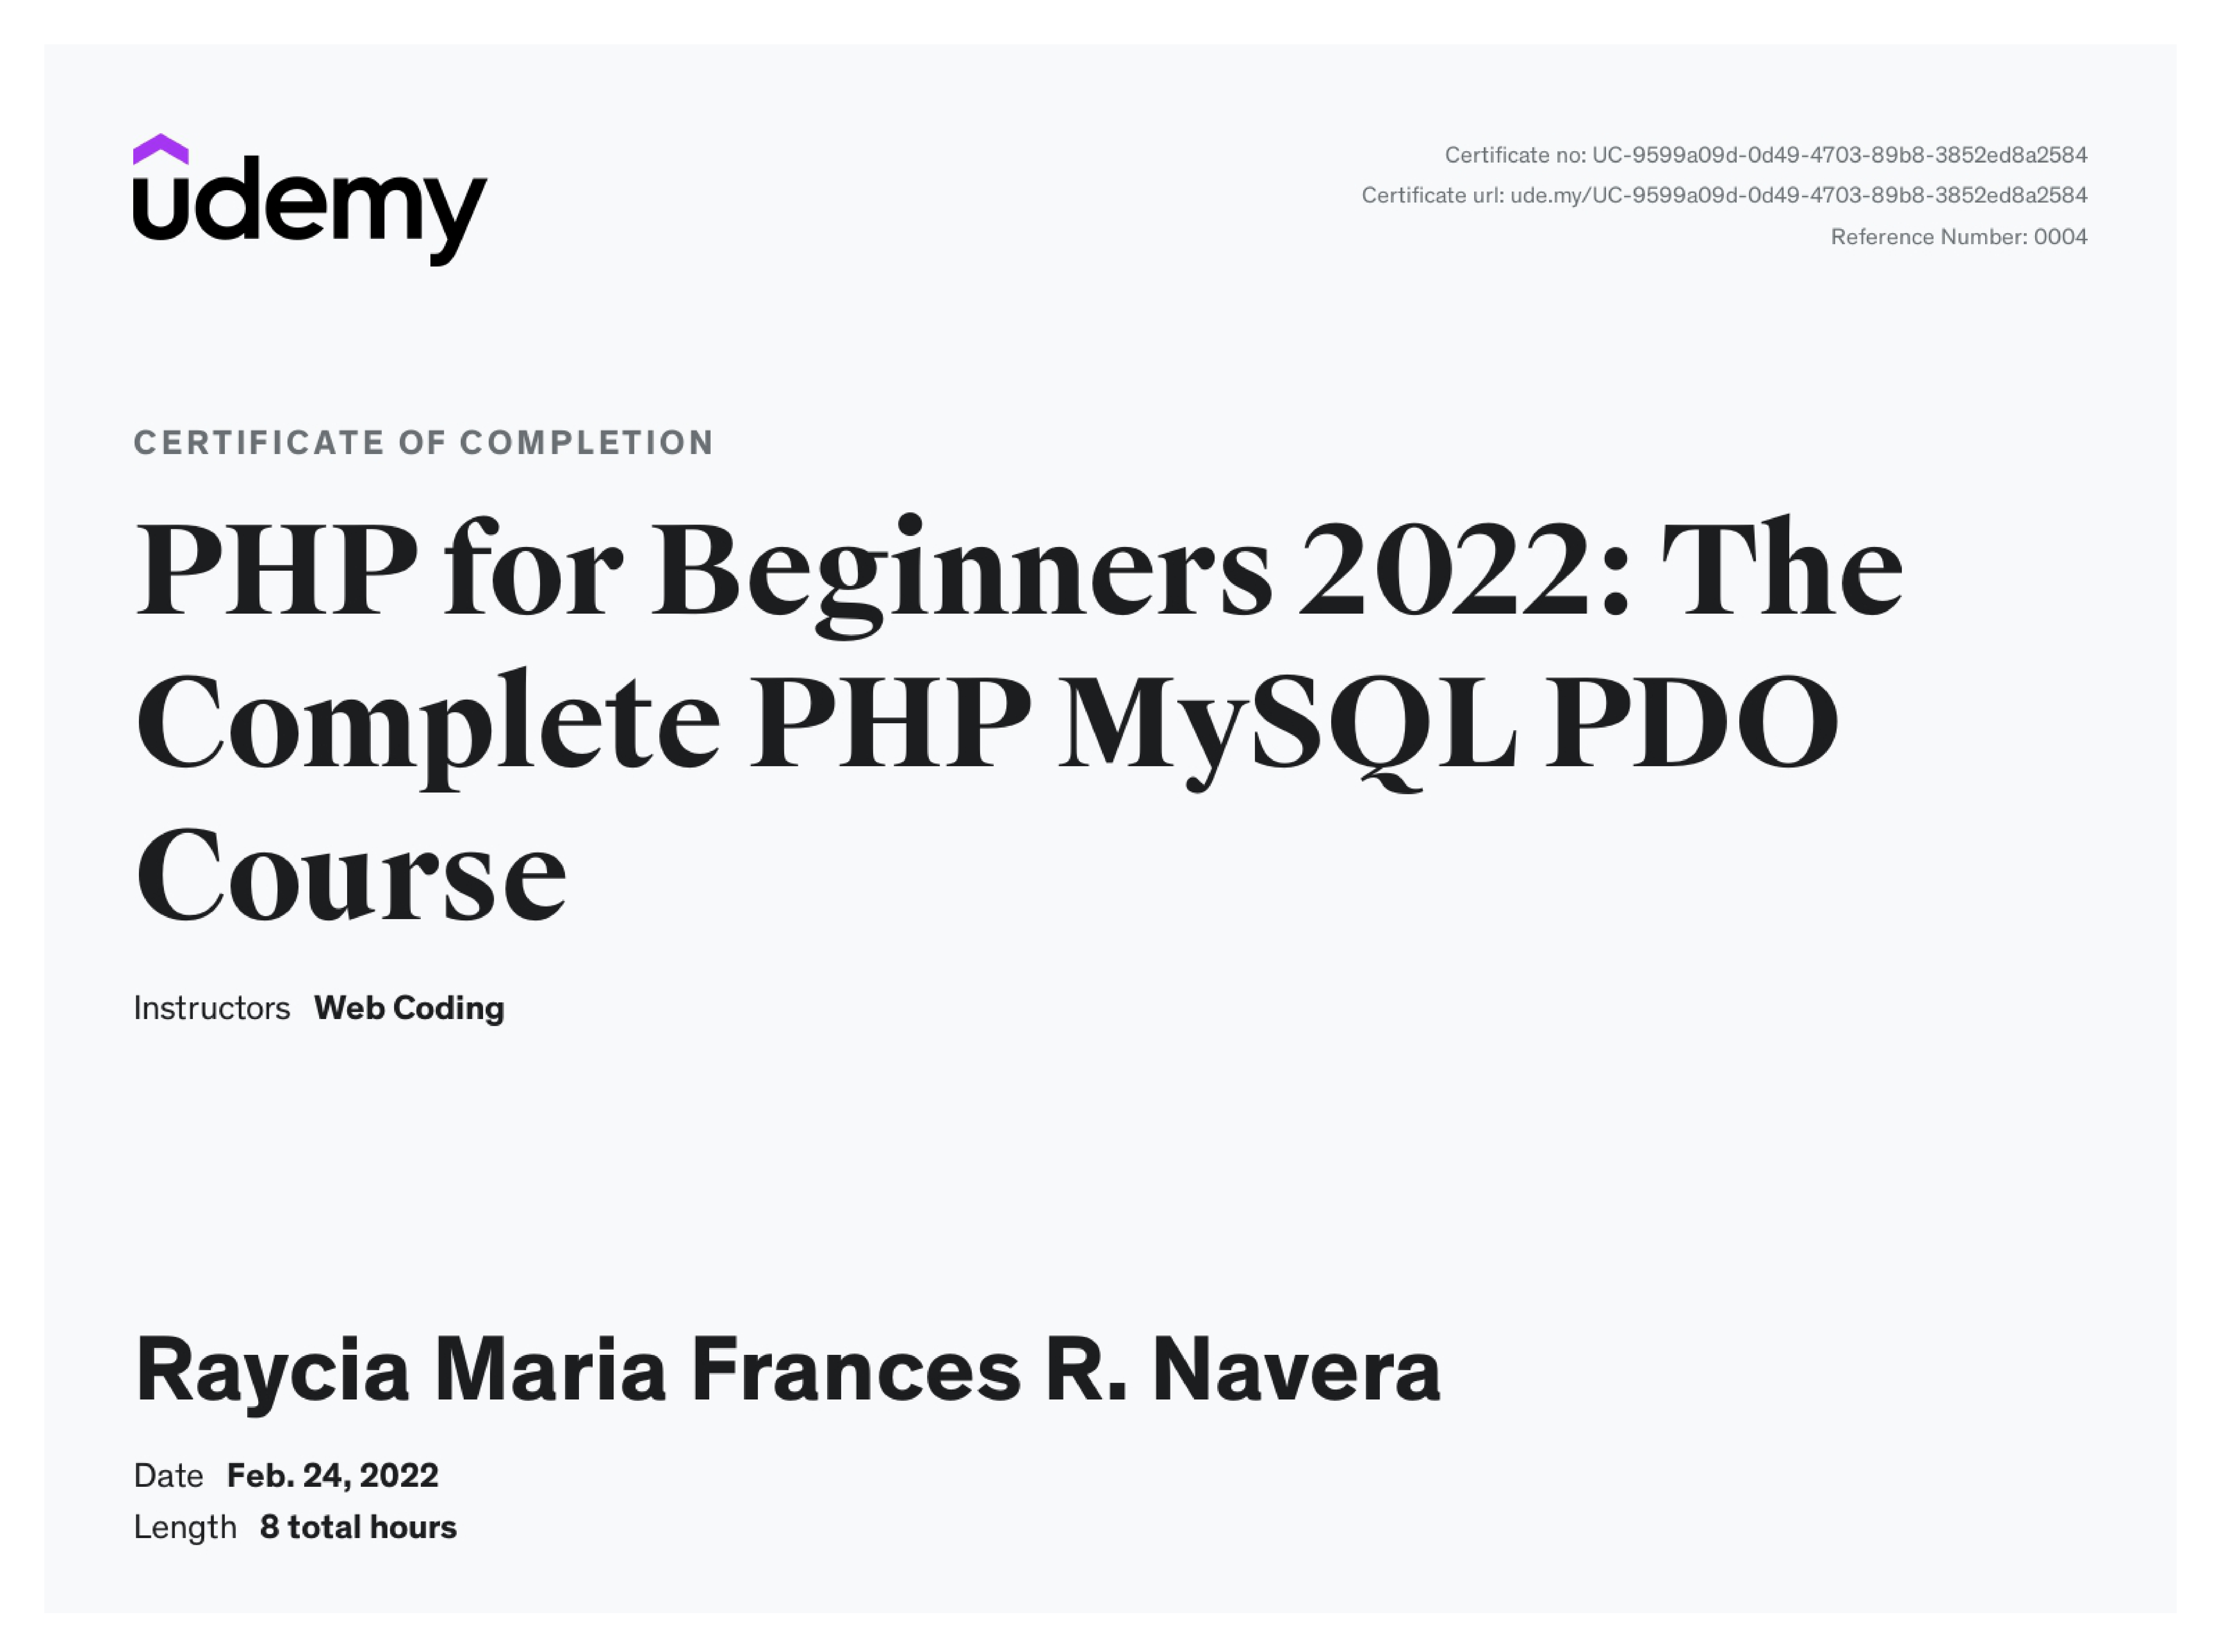 udemy
Certificate no: UC-9599a09d-0d49-4703-89b8-3852ed8a2584
Certificate url: ude.my/UC-9599a09d-0d49-4703-89b8-3852ed8a2584
Reference Number: 0004
CERTIFICATE OF COMPLETION
PHP for Beginners 2022: The
Complete PHP MySQL PDO
Course
Instructors Web Coding
Raycia Maria Frances R. Navera
Date Feb. 24, 2022
Length 8 total hours